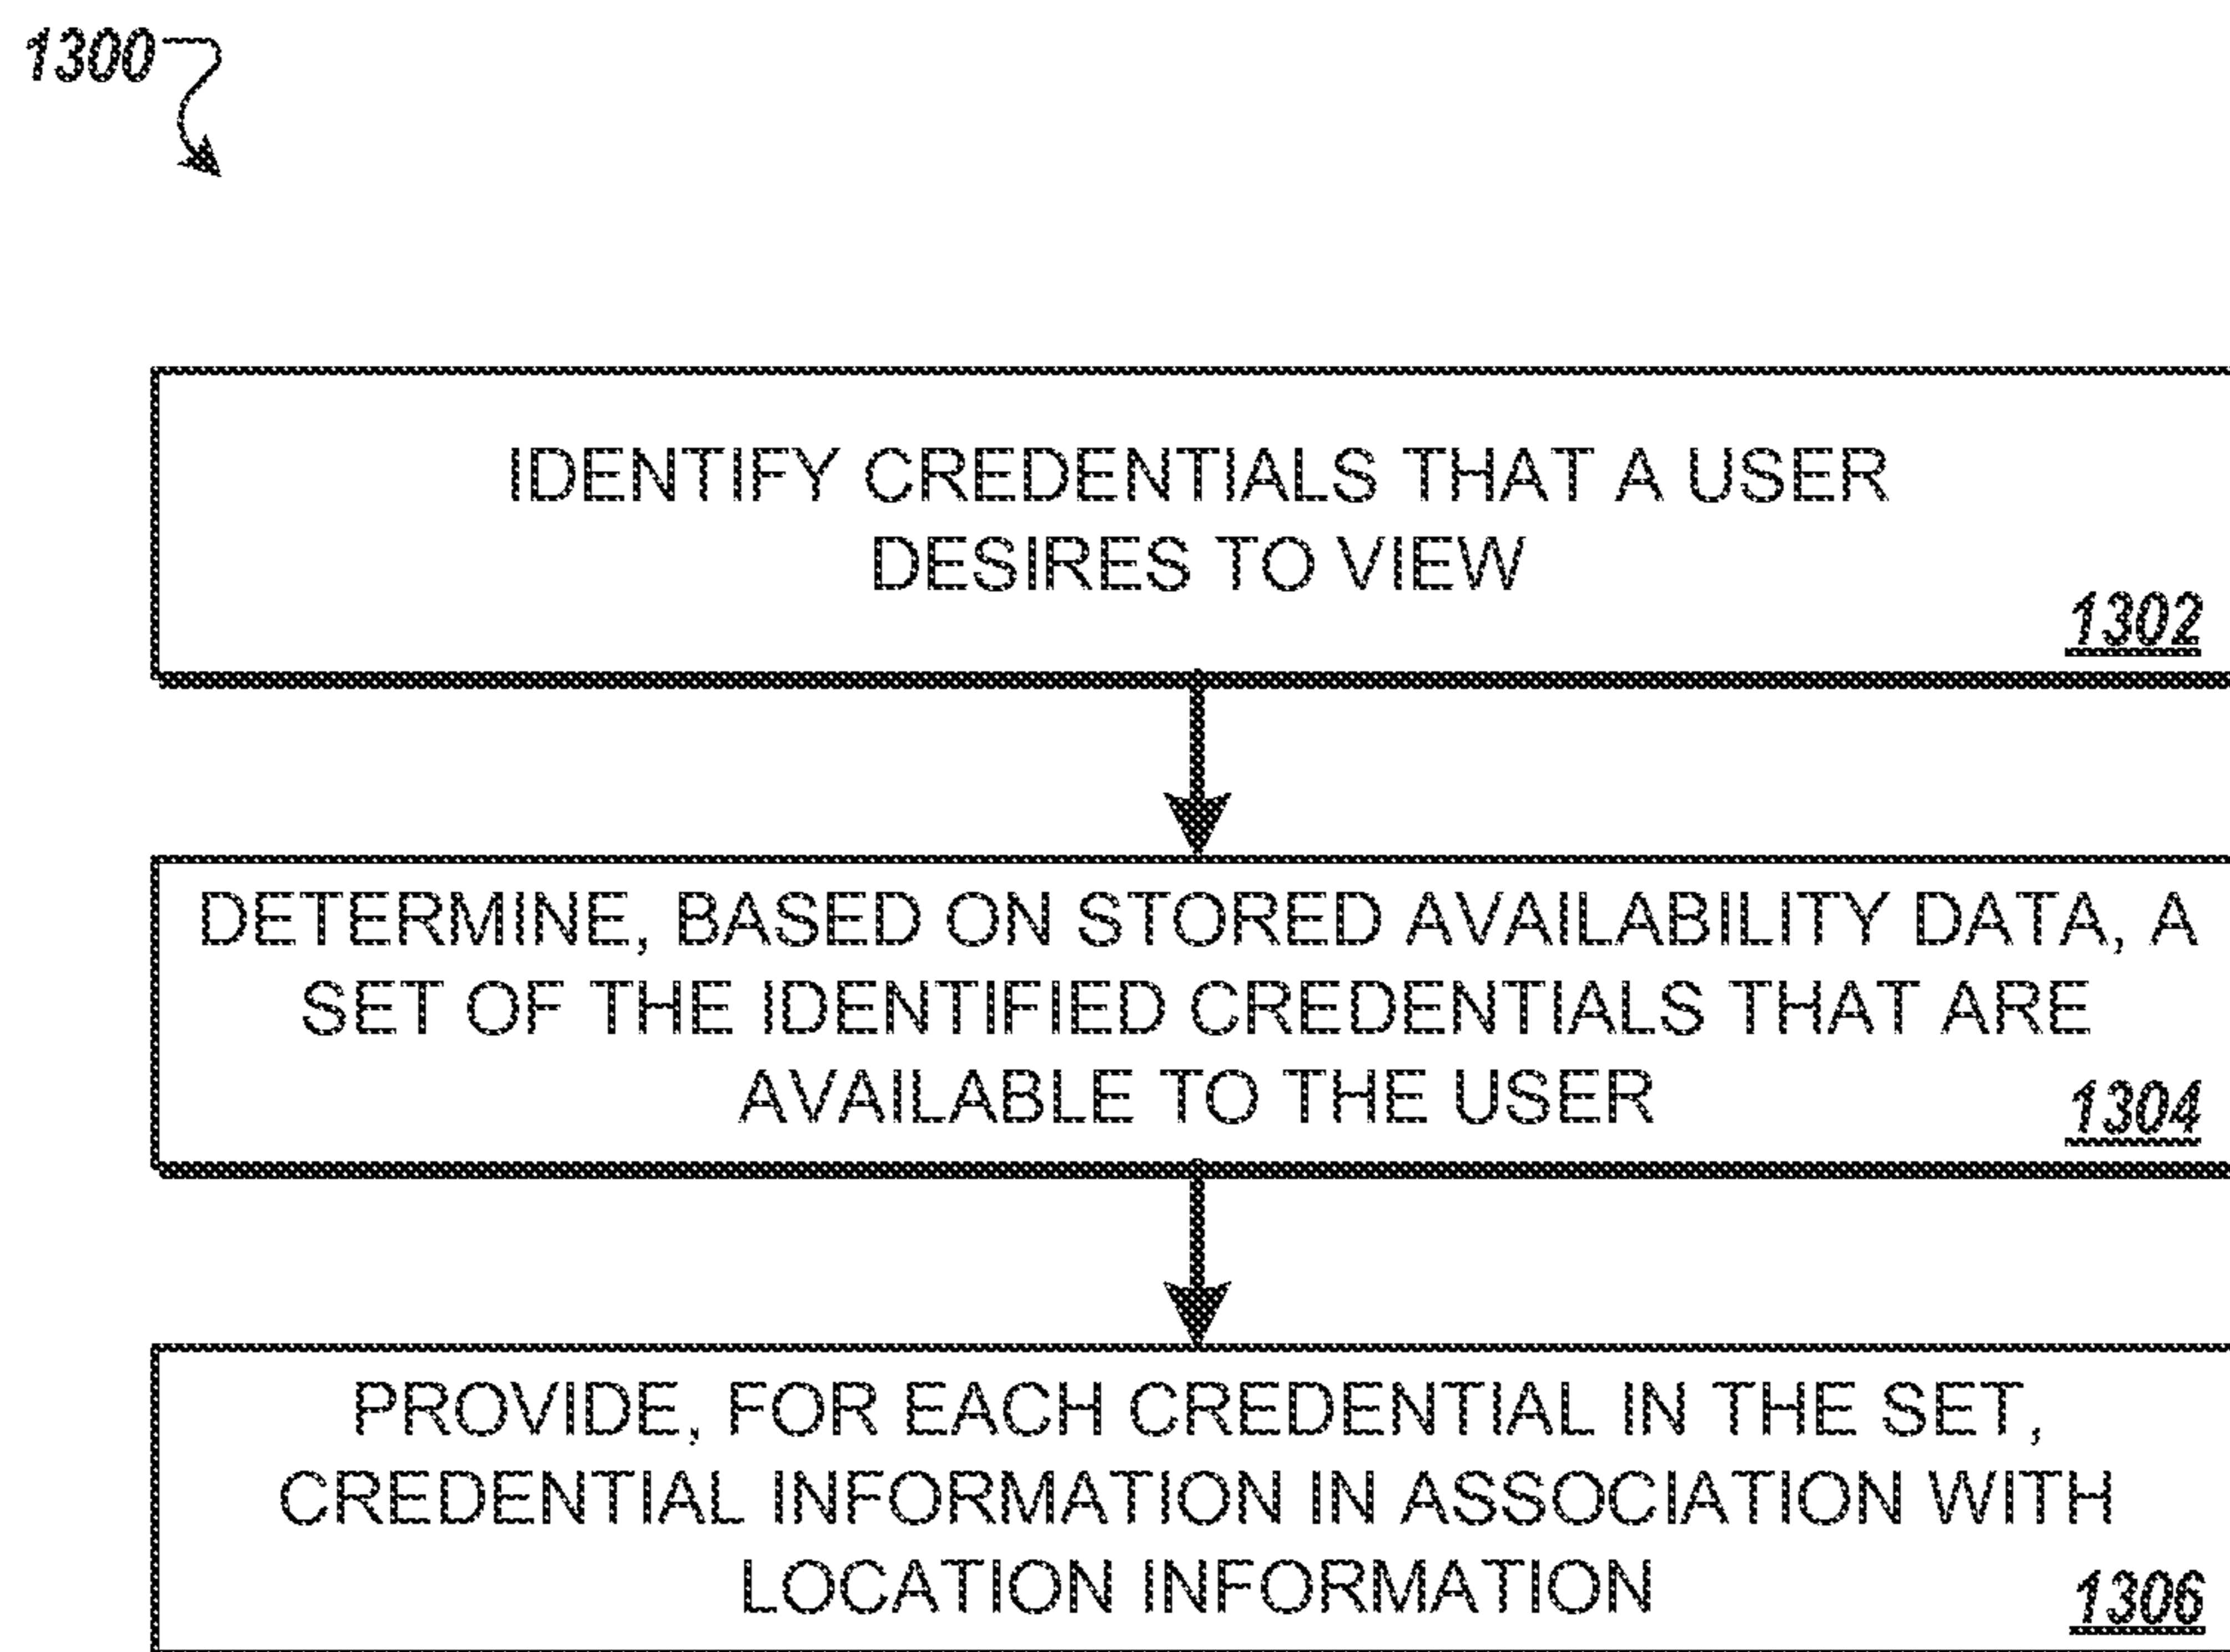 1300
IDENTIFY CREDENTIALS THAT A USER
DESIRES TO VIEW
1302
DETERMINE, BASED ON STORED AVAILABILITY DATA, A
SET OF THE IDENTIFIED CREDENTIALS THAT ARE
AVAILABLE TO THE USER
1304
PROVIDE, FOR EACH CREDENTIAL IN THE SET,
CREDENTIAL INFORMATION IN ASSOCIATION WITH
LOCATION INFORMATION
1306